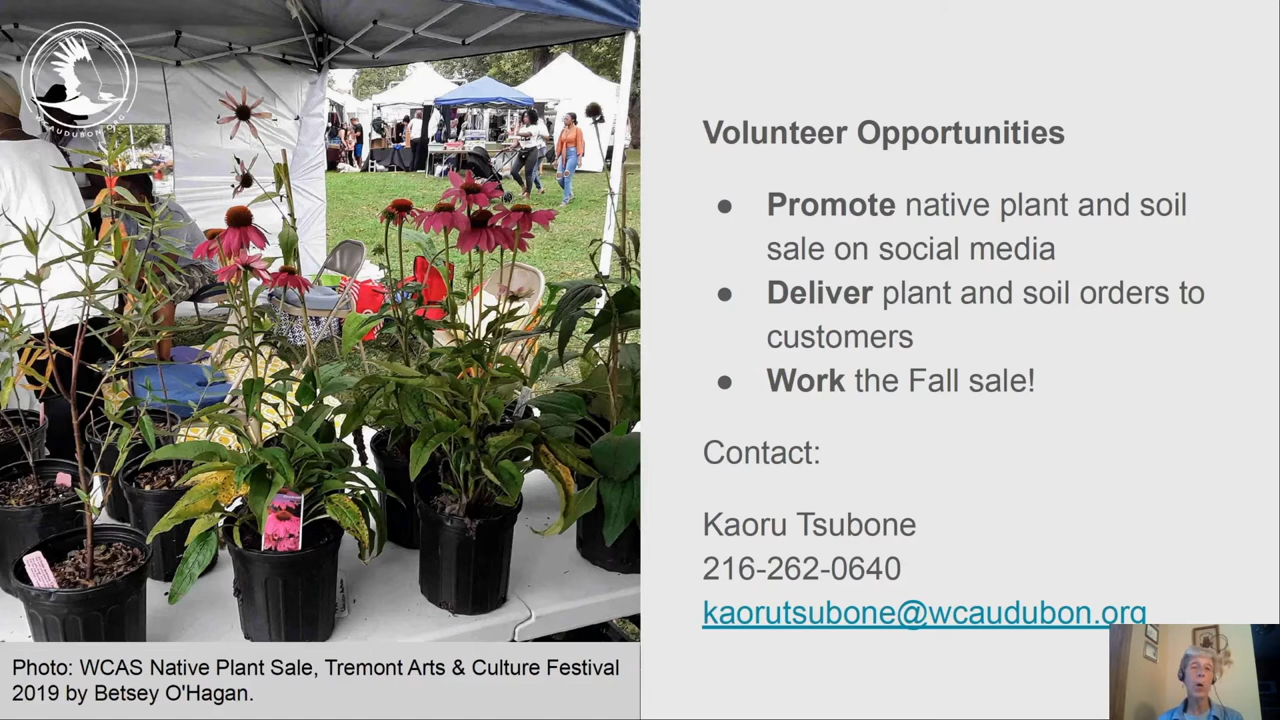 WCAUDUBON.ORG
Volunteer Opportunities
● Promote native plant and soil
sale on social media
● Deliver plant and soil orders to
customers
● Work the Fall sale!
Contact:
Kaoru Tsubone
216-262-0640
kaorutsubone@wcaudubon.org
Photo: WCAS Native Plant Sale, Tremont Arts & Culture Festival
2019 by Betsey O'Hagan.